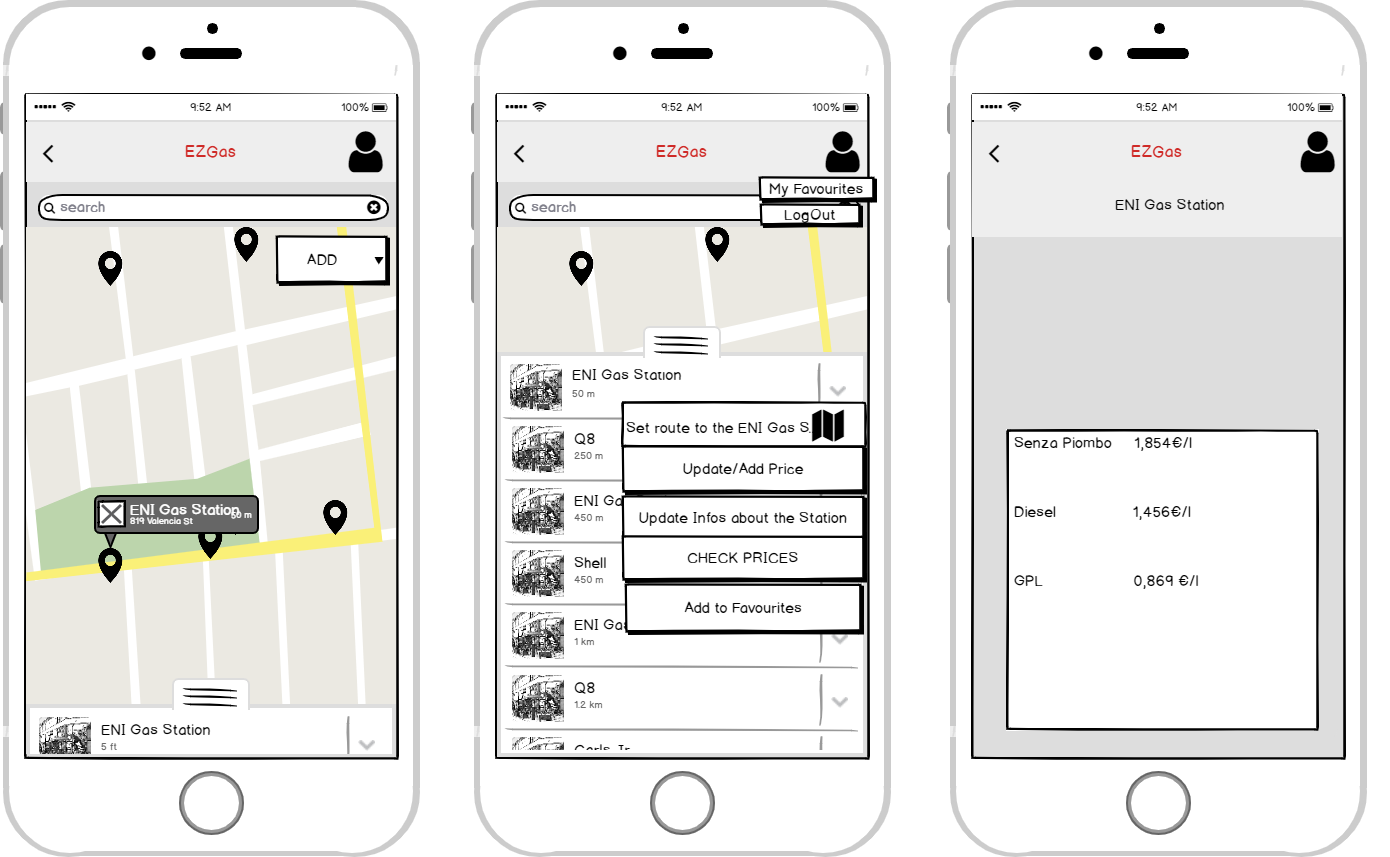 9:52 AM
100%
EZGas
search
ADD
ENI Gas Station
50 m
819 Valencia St
ENI Gas Station
5 ft
9:52 AM
100%
EZGas
My Favourites
search
LogOut
ENI Gas Station
50 m
Set route to the ENI Gas S
Q8
250 m
Update/Add Price
ENI Ga
450 m
Update Infos about the Station
Shell
450 m
CHECK PRICES
Add to Favourites
ENI Gas
1 km
Q8
1.2 km
Carls Jr
9:52 AM
100%
EZGas
ENI Gas Station
Senza Piombo 1,854€/l
Diesel 1,456€/l
GPL 0,869 €/l